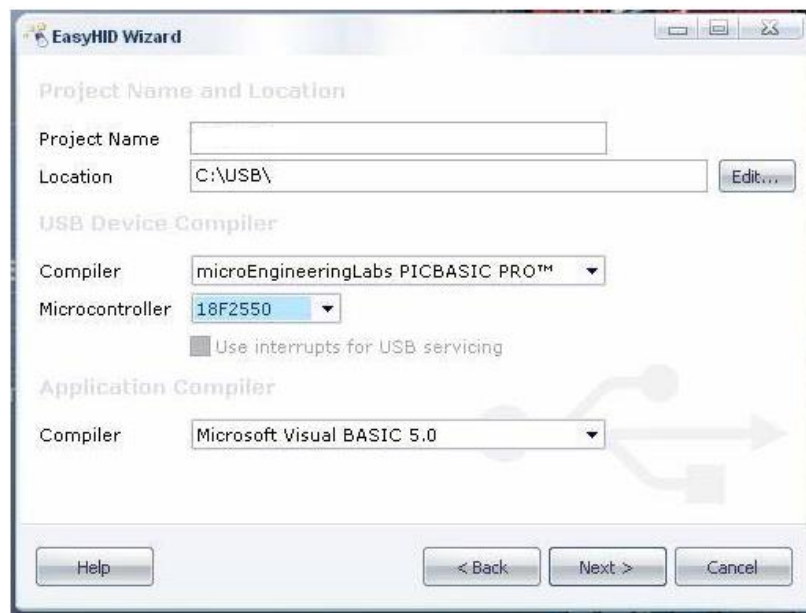 EasyHID Wizard
Project Name and Location
Project Name
Location C:\USB\ Edit...
USB Device Compiler
Compiler microEngineeringLabs PICBASIC PRO™
Microcontroller 18F2550
Use interrupts for USB servicing
Application Compiler
Compiler Microsoft Visual BASIC 5.0
Help < Back Next > Cancel